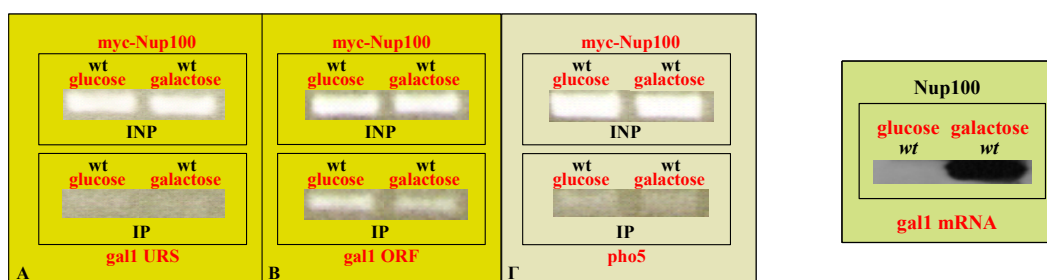 myc-Nup100
wt wt
glucose galactose
INP
wt wt
glucose galactose
IP
gal1 URS
Α
myc-Nup100
wt wt
glucose galactose
INP
wt wt
glucose galactose
IP
gal1 ORF
Β
myc-Nup100
wt wt
glucose galactose
INP
wt wt
glucose galactose
IP
pho5
Γ
Nup100
glucose galactose
wt wt
gal1 mRNA